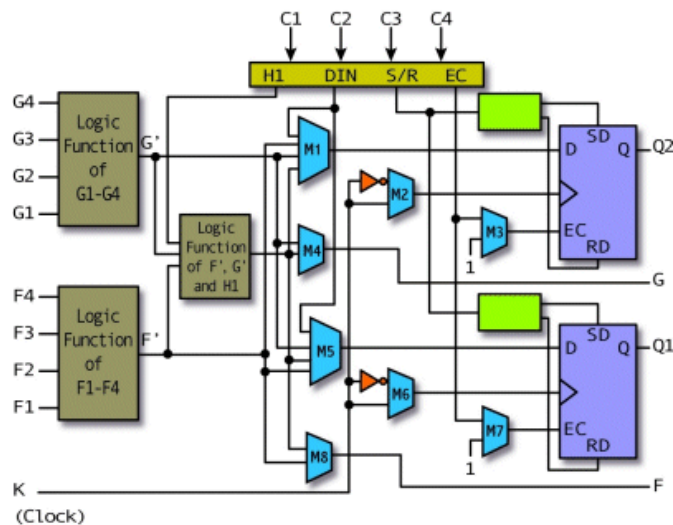 C1 C2 C3 C4
H1 DIN S/R EC
G4
G3
G2
G1
Logic
Function
of
G1-G4
G'
M1
M2
M3
1
D SD Q
EC
RD
Q2
Logic
Function
of F', G'
and H1
M4
G
F4
F3
F2
F1
Logic
Function
of
F1-F4
F'
M5
M6
M7
1
D SD Q
EC
RD
Q1
M8
F
K
(Clock)